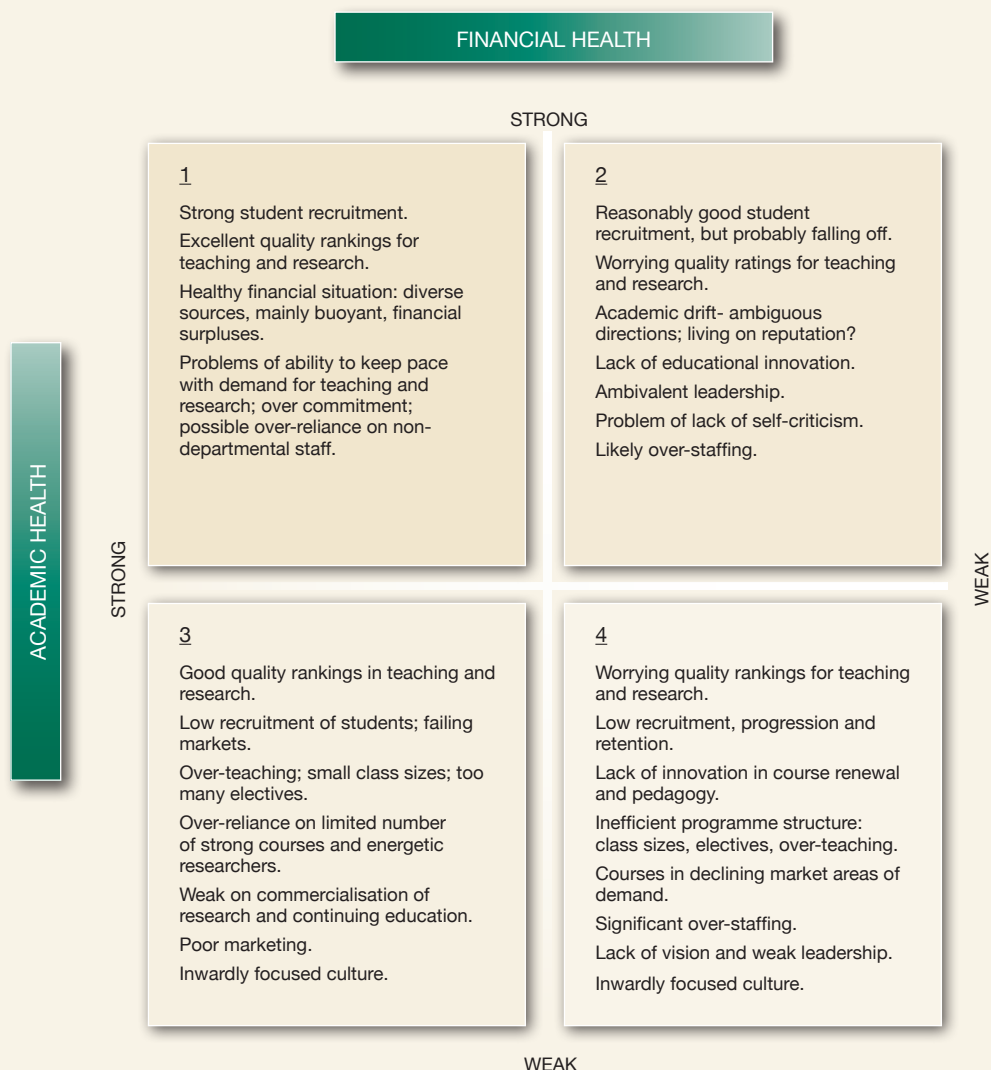 FINANCIAL HEALTH
STRONG
1
Strong student recruitment.
Excellent quality rankings for
teaching and research.
Healthy financial situation: diverse
sources, mainly buoyant, financial
surpluses.
Problems of ability to keep pace
with demand for teaching and
research; over commitment;
possible over-reliance on non-
departmental staff.
2
Reasonably good student
recruitment, but probably falling off.
Worrying quality ratings for teaching
and research.
Academic drift- ambiguous
directions; living on reputation?
Lack of educational innovation.
Ambivalent leadership.
Problem of lack of self-criticism.
Likely over-staffing.
ACADEMIC HEALTH
STRONG
WEAK
3
Good quality rankings in teaching and
research.
Low recruitment of students; failing
markets.
Over-teaching; small class sizes; too
many electives.
Over-reliance on limited number
of strong courses and energetic
researchers.
Weak on commercialisation of
research and continuing education.
Poor marketing.
Inwardly focused culture.
4
Worrying quality rankings for teaching
and research.
Low recruitment, progression and
retention.
Lack of innovation in course renewal
and pedagogy.
Inefficient programme structure:
class sizes, electives, over-teaching.
Courses in declining market areas of
demand.
Significant over-staffing.
Lack of vision and weak leadership.
Inwardly focused culture.
WEAK